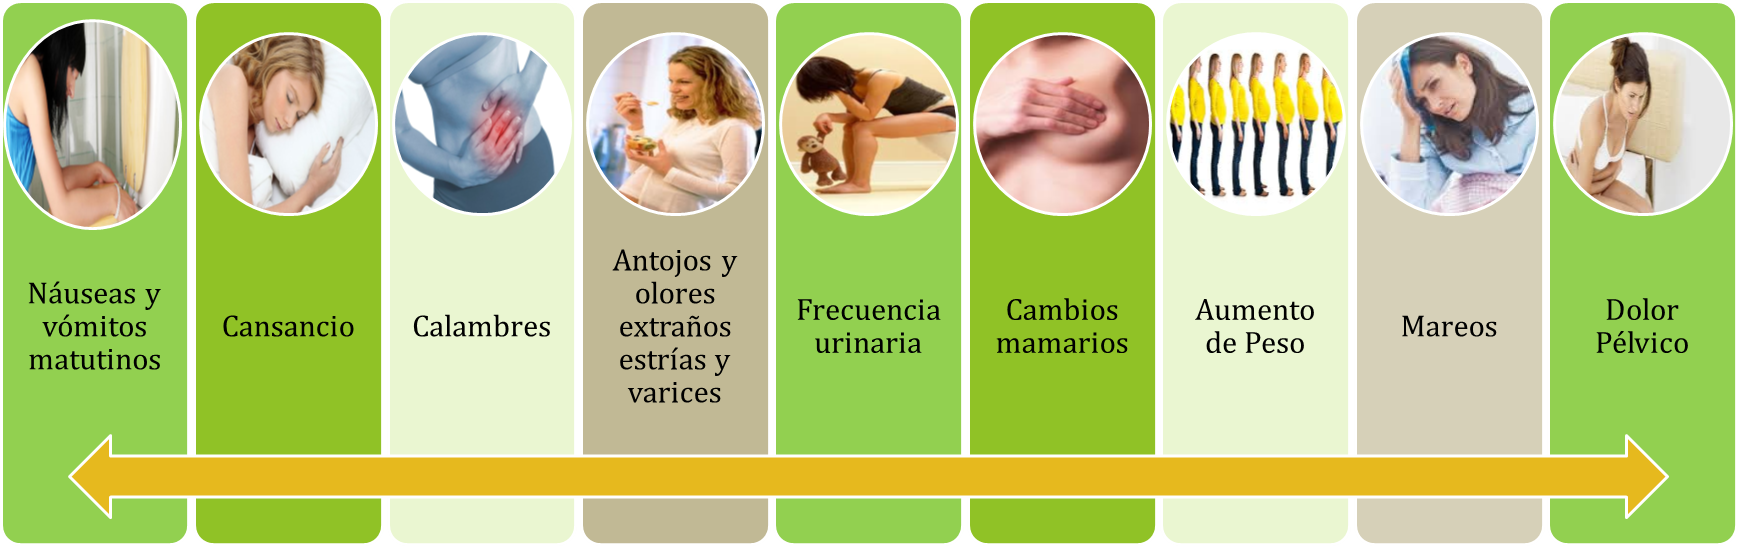 Náuseas y
vómitos
matutinos
Cansancio
Calambres
Antojos y
olores
extraños
estrías y
varices
Frecuencia
urinaria
Cambios
mamarios
Aumento
de Peso
Mareos
Dolor
Pélvico